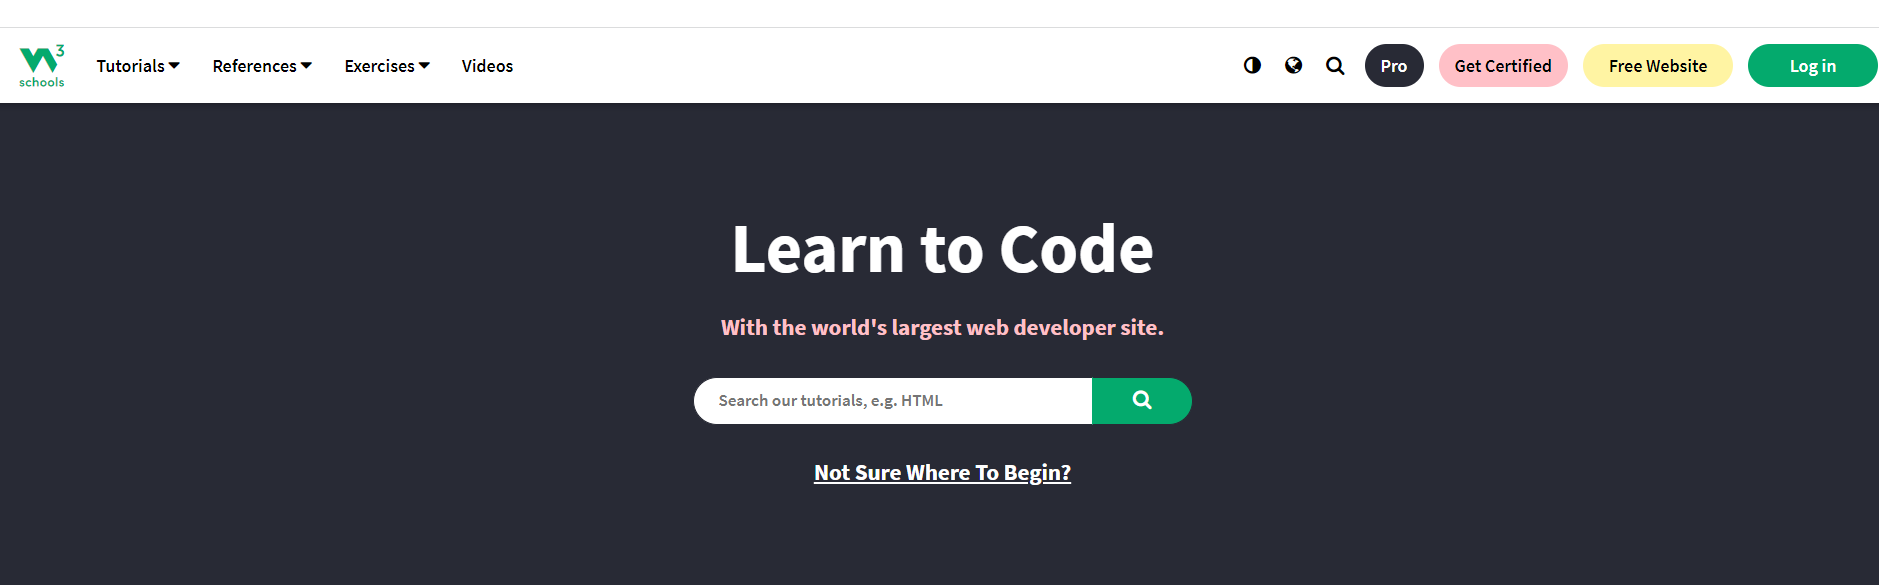 W3 schools
Tutorials References Exercises Videos Pro Get Certified Free Website Log in
Learn to Code
With the world's largest web developer site.
Search our tutorials, e.g. HTML
Not Sure Where To Begin?